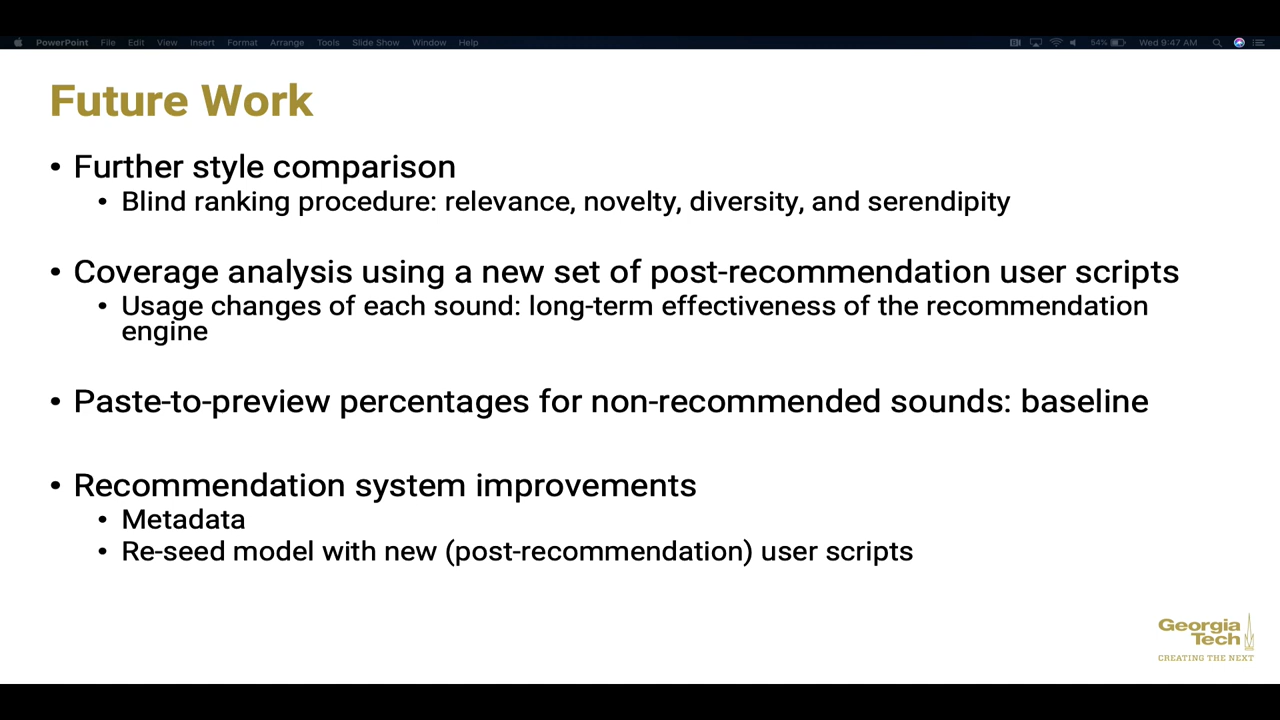 PowerPoint File Edit View Insert Format Arrange Tools Slide Show Window Help 54% Wed 9:47 AM
Future Work
• Further style comparison
• Blind ranking procedure: relevance, novelty, diversity, and serendipity
• Coverage analysis using a new set of post-recommendation user scripts
• Usage changes of each sound: long-term effectiveness of the recommendation
engine
• Paste-to-preview percentages for non-recommended sounds: baseline
• Recommendation system improvements
• Metadata
• Re-seed model with new (post-recommendation) user scripts
Georgia
Tech
CREATING THE NEXT